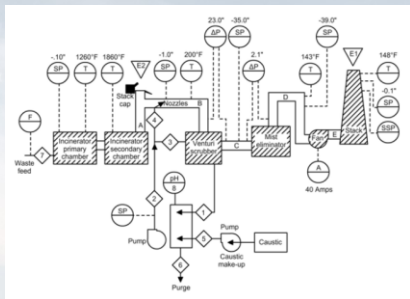 23.0" -35.0" -39.0"
-.10" 1260°F 1860°F E2 -1.0" 200°F ΔP SP 2.1" SP E1
SP T T SP T ΔP 143°F 148°F
Stack cap T T
Nozzles B D -0.1"
A SP
F 4 SSP
Waste feed 7 Incinerator primary chamber Incinerator secondary chamber 3 Venturi scrubber C Mist eliminator Fan E Stack
pH 8 A
40 Amps
2 1
SP Pump
Pump 5 Caustic
Caustic make-up
6
Purge